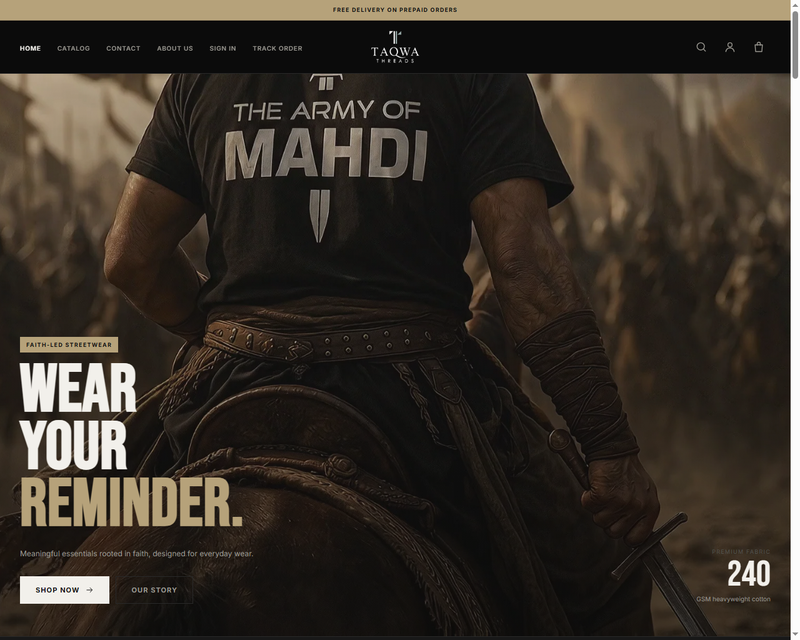 FREE DELIVERY ON PREPAID ORDERS
HOME CATALOG CONTACT ABOUT US SIGN IN TRACK ORDER
TAQWA
THREADS
THE ARMY OF
MAHDI
FAITH-LED STREETWEAR
WEAR
YOUR
REMINDER.
Meaningful essentials rooted in faith, designed for everyday wear.
SHOP NOW → OUR STORY
PREMIUM FABRIC
240
GSM heavyweight cotton